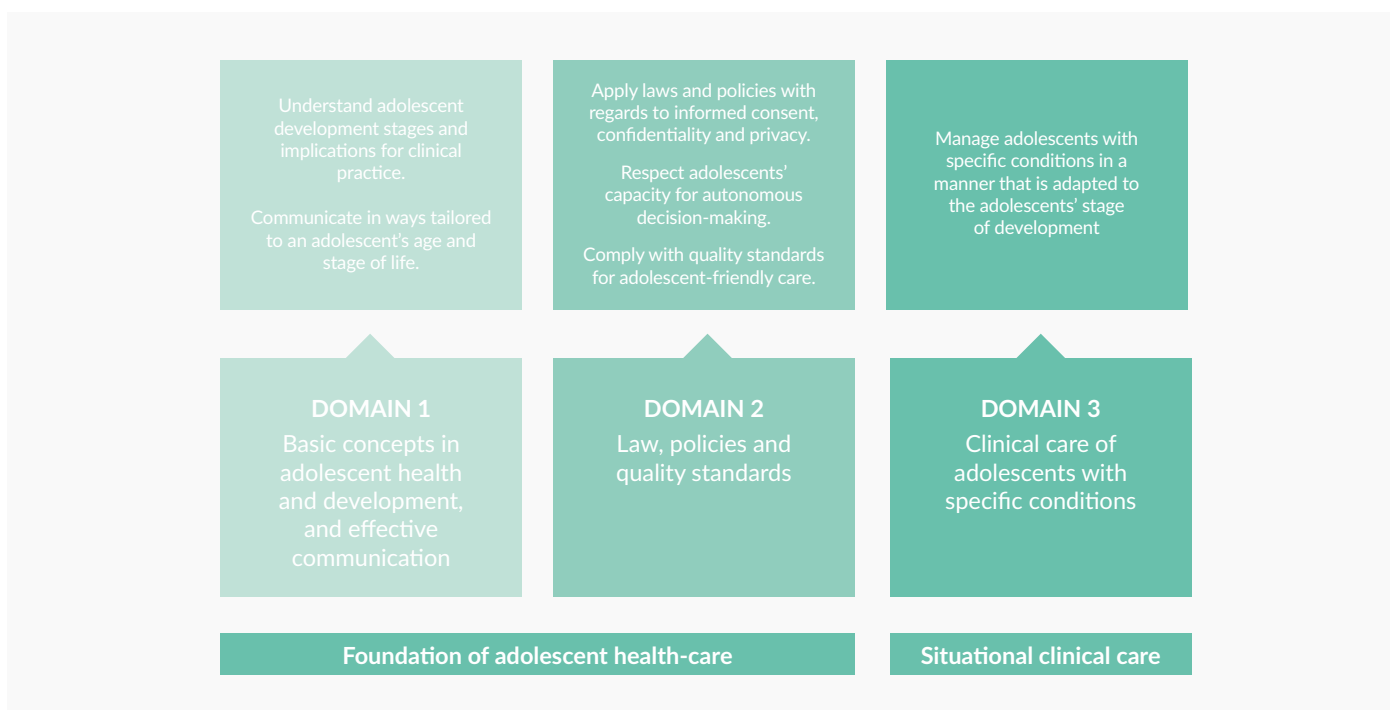 Understand adolescent
development stages and
implications for clinical
practice.
Communicate in ways tailored
to an adolescent's age and
stage of life.
Apply laws and policies with
regards to informed consent,
confidentiality and privacy.
Respect adolescents'
capacity for autonomous
decision-making.
Comply with quality standards
for adolescent-friendly care.
Manage adolescents with
specific conditions in a
manner that is adapted to
the adolescents' stage
of development
DOMAIN 1
Basic concepts in
adolescent health
and development,
and effective
communication
DOMAIN 2
Law, policies and
quality standards
DOMAIN 3
Clinical care of
adolescents with
specific conditions
Foundation of adolescent health-care
Situational clinical care